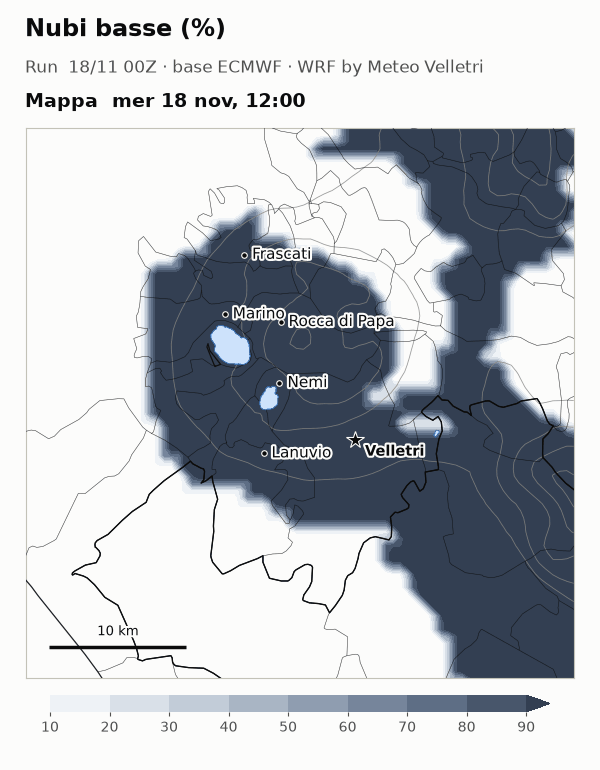 Nubi basse (%)
Run  18/11 00Z · base ECMWF · WRF by Meteo Velletri
Mappa  mer 18 nov, 12:00
Frascati
Marino
Rocca di Papa
Nemi
Velletri
Lanuvio
10 km
10 20 30 40 50 60 70 80 90